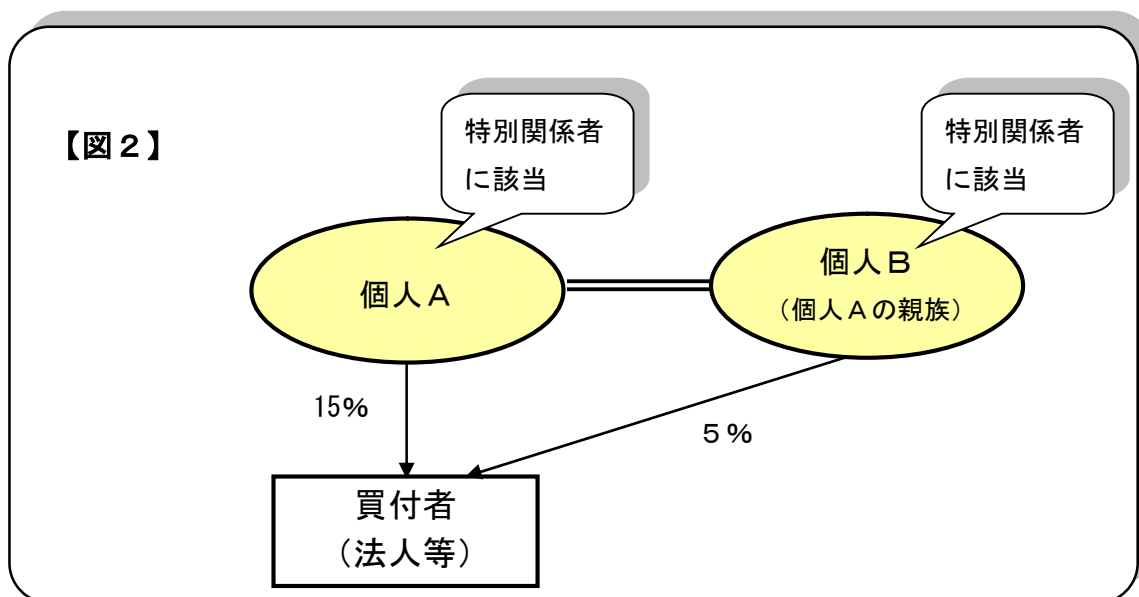 【図２】
特別関係者
に該当
特別関係者
に該当
個人Ａ
個人Ｂ
（個人Ａの親族）
15％
５％
買付者
（法人等）